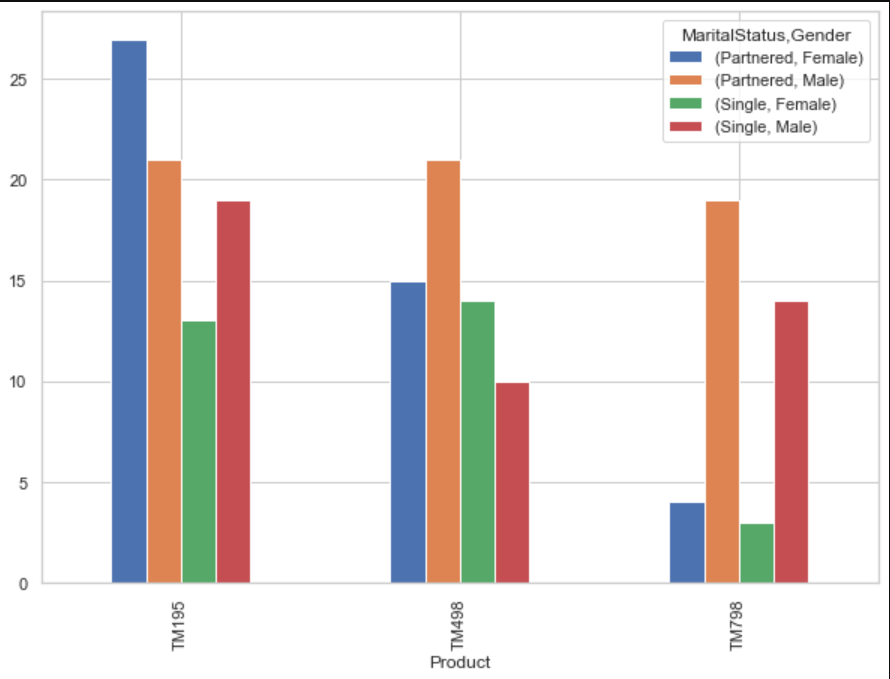 MaritalStatus,Gender
(Partnered, Female)
(Partnered, Male)
(Single, Female)
(Single, Male)
25
20
15
10
5
0
TM195
TM498
TM798
Product